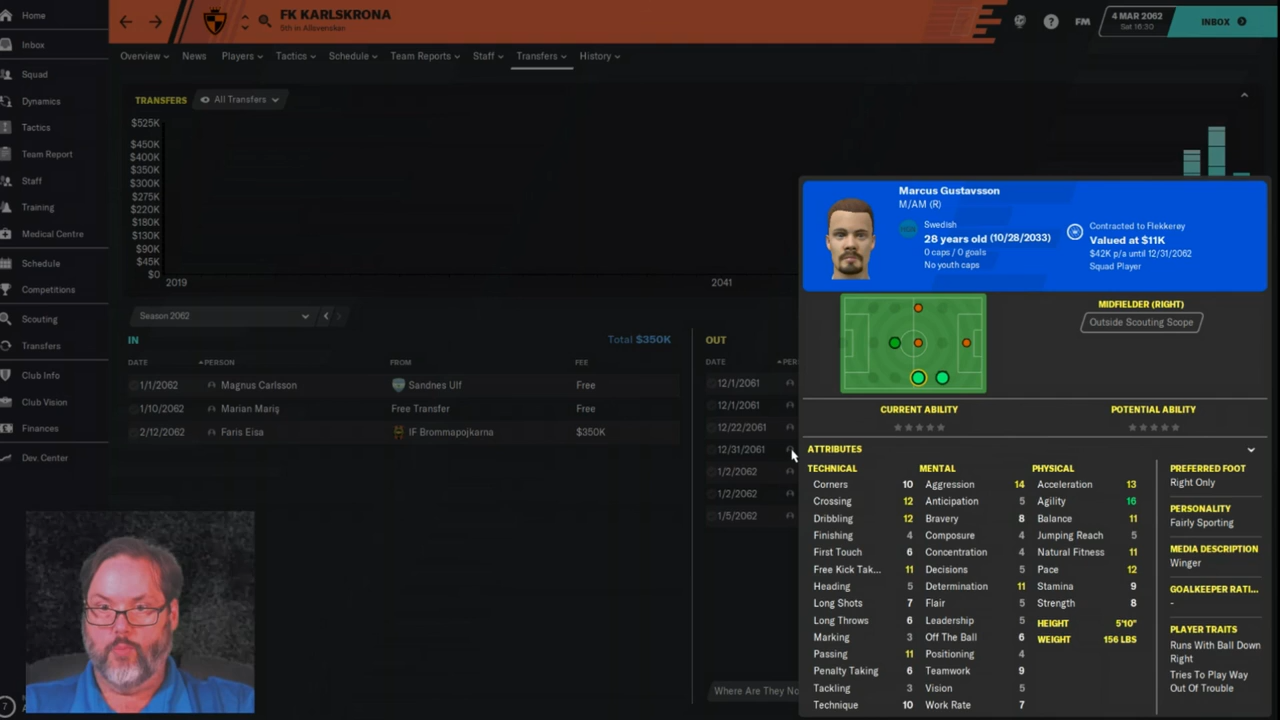 Home
Inbox
Squad
Dynamics
Tactics
Team Report
Staff
Training
Medical Centre
Schedule
Competitions
Scouting
Transfers
Club Info
Club Vision
Finances
Dev. Center
FK KARLSKRONA
5th in Allsvenskan
FM
4 MAR 2062
Sat 16:30
INBOX
Overview
News
Players
Tactics
Schedule
Team Reports
Staff
Transfers
History
TRANSFERS
All Transfers
$525K
$450K
$400K
$350K
$300K
$275K
$220K
$180K
$130K
$90K
$45K
$0
2019
2041
Season 2062
IN
Total $350K
DATE PERSON FROM FEE
1/1/2062 Magnus Carlsson Sandnes Ulf Free
1/10/2062 Marian Mariş Free Transfer Free
2/12/2062 Faris Eisa IF Brommapojkarna $350K
OUT
DATE PER
12/1/2061
12/1/2061
12/22/2061
12/31/2061
1/2/2062
1/2/2062
1/5/2062
Where Are They No
Marcus Gustavsson
M/AM (R)
Swedish
28 years old (10/28/2033)
0 caps / 0 goals
No youth caps
Contracted to Flekkerøy
Valued at $11K
$42K p/a until 12/31/2062
Squad Player
MIDFIELDER (RIGHT)
Outside Scouting Scope
CURRENT ABILITY
POTENTIAL ABILITY
ATTRIBUTES
TECHNICAL
Corners 10
Crossing 12
Dribbling 12
Finishing 4
First Touch 6
Free Kick Tak... 11
Heading 5
Long Shots 7
Long Throws 6
Marking 3
Passing 11
Penalty Taking 6
Tackling 3
Technique 10
MENTAL
Aggression 14
Anticipation 5
Bravery 8
Composure 4
Concentration 4
Decisions 5
Determination 11
Flair 5
Leadership 5
Off The Ball 6
Positioning 4
Teamwork 9
Vision 5
Work Rate 7
PHYSICAL
Acceleration 13
Agility 16
Balance 11
Jumping Reach 5
Natural Fitness 11
Pace 12
Stamina 9
Strength 8
HEIGHT 5'10"
WEIGHT 156 LBS
PREFERRED FOOT
Right Only
PERSONALITY
Fairly Sporting
MEDIA DESCRIPTION
Winger
GOALKEEPER RATI...
-
PLAYER TRAITS
Runs With Ball Down
Right
Tries To Play Way
Out Of Trouble